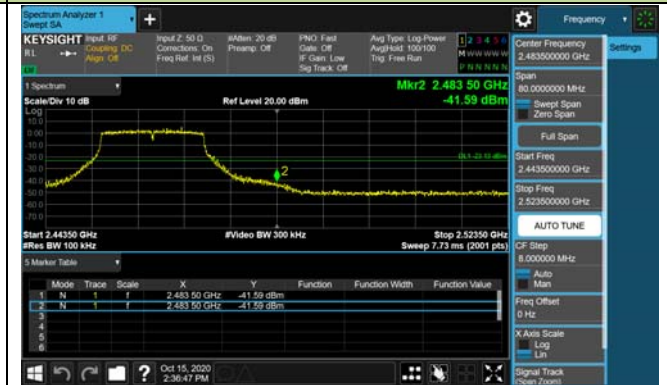 Spectrum Analyzer 1
Swept SA
Frequency
KEYSIGHT Input: RF
RL
Coupling: DC
Align: Off
Input Z: 50 Ω
Corrections: On
Freq Ref: Int (S)
#Atten: 20 dB
Preamp: Off
PNO: Fast
Gate: Off
IF Gain: Low
Sig Track: Off
Avg Type: Log-Power
Avg|Hold: 100/100
Trig: Free Run
1 2 3 4 5 6
M W W W W W
P N N N N N
1 Spectrum
Scale/Div 10 dB
Ref Level 20.00 dBm
Mkr2 2.483 50 GHz
-41.59 dBm
Log
10.0
0.00
-10.0
-20.0
-30.0
-40.0
-50.0
-60.0
-70.0
2
Start 2.44350 GHz
#Res BW 100 kHz
#Video BW 300 kHz
Stop 2.52350 GHz
Sweep 7.73 ms (2001 pts)
5 Marker Table
Mode Trace Scale X Y Function Function Width Function Value
1 N 1 f 2.483 50 GHz -41.59 dBm
2 N 1 f 2.483 50 GHz -41.59 dBm
3
4
5
6
Oct 15, 2020
2:36:47 PM
Center Frequency
2.483500000 GHz
Settings
Span
80.0000000 MHz
Swept Span
Zero Span
Full Span
Start Freq
2.443500000 GHz
Stop Freq
2.523500000 GHz
AUTO TUNE
CF Step
8.000000 MHz
Auto
Man
Freq Offset
0 Hz
X Axis Scale
Log
Lin
Signal Track
(Span Zoom)